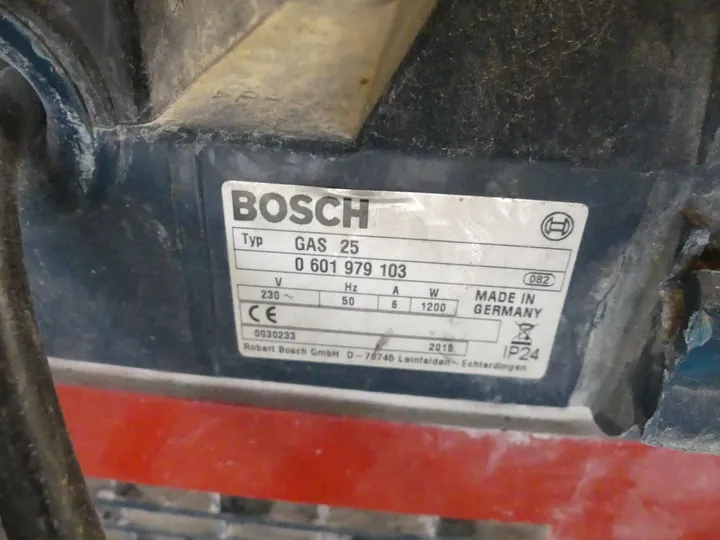 BOSCH
Typ GAS 25
0 601 979 103 082
V Hz A W
230 ~ 50 6 1200
MADE IN
GERMANY
CE
0030233
IP24
Robert Bosch GmbH D-70745 Leinfelden-Echterdingen